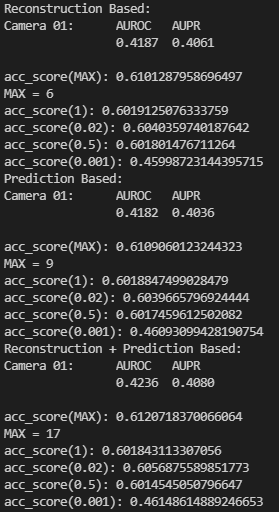 Reconstruction Based:
Camera 01: AUROC AUPR
0.4187 0.4061
acc_score(MAX): 0.6101287958696497
MAX = 6
acc_score(1): 0.6019125076333759
acc_score(0.02): 0.6040359740187642
acc_score(0.5): 0.601801476711264
acc_score(0.001): 0.45998723144395715
Prediction Based:
Camera 01: AUROC AUPR
0.4182 0.4036
acc_score(MAX): 0.6109060123244323
MAX = 9
acc_score(1): 0.6018847499028479
acc_score(0.02): 0.6039665796924444
acc_score(0.5): 0.6017459612502082
acc_score(0.001): 0.46093099428190754
Reconstruction + Prediction Based:
Camera 01: AUROC AUPR
0.4236 0.4080
acc_score(MAX): 0.6120718370066064
MAX = 17
acc_score(1): 0.601843113307056
acc_score(0.02): 0.6056875589851773
acc_score(0.5): 0.6014545050796647
acc_score(0.001): 0.46148614889246653